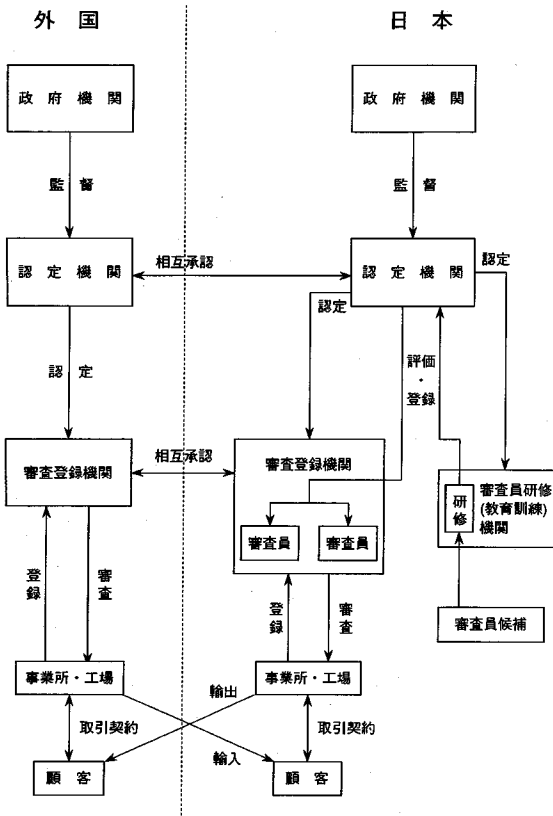 外国
日本
政府機関
政府機関
監督
監督
認定機関
相互承認
認定機関
認定
認定
認定
評価・登録
審査登録機関
相互承認
審査登録機関
審査員
審査員
研修
審査員研修
(教育訓練)
機関
審査員候補
登録
審査
登録
審査
事業所・工場
輸出
事業所・工場
取引契約
取引契約
輸入
顧客
顧客